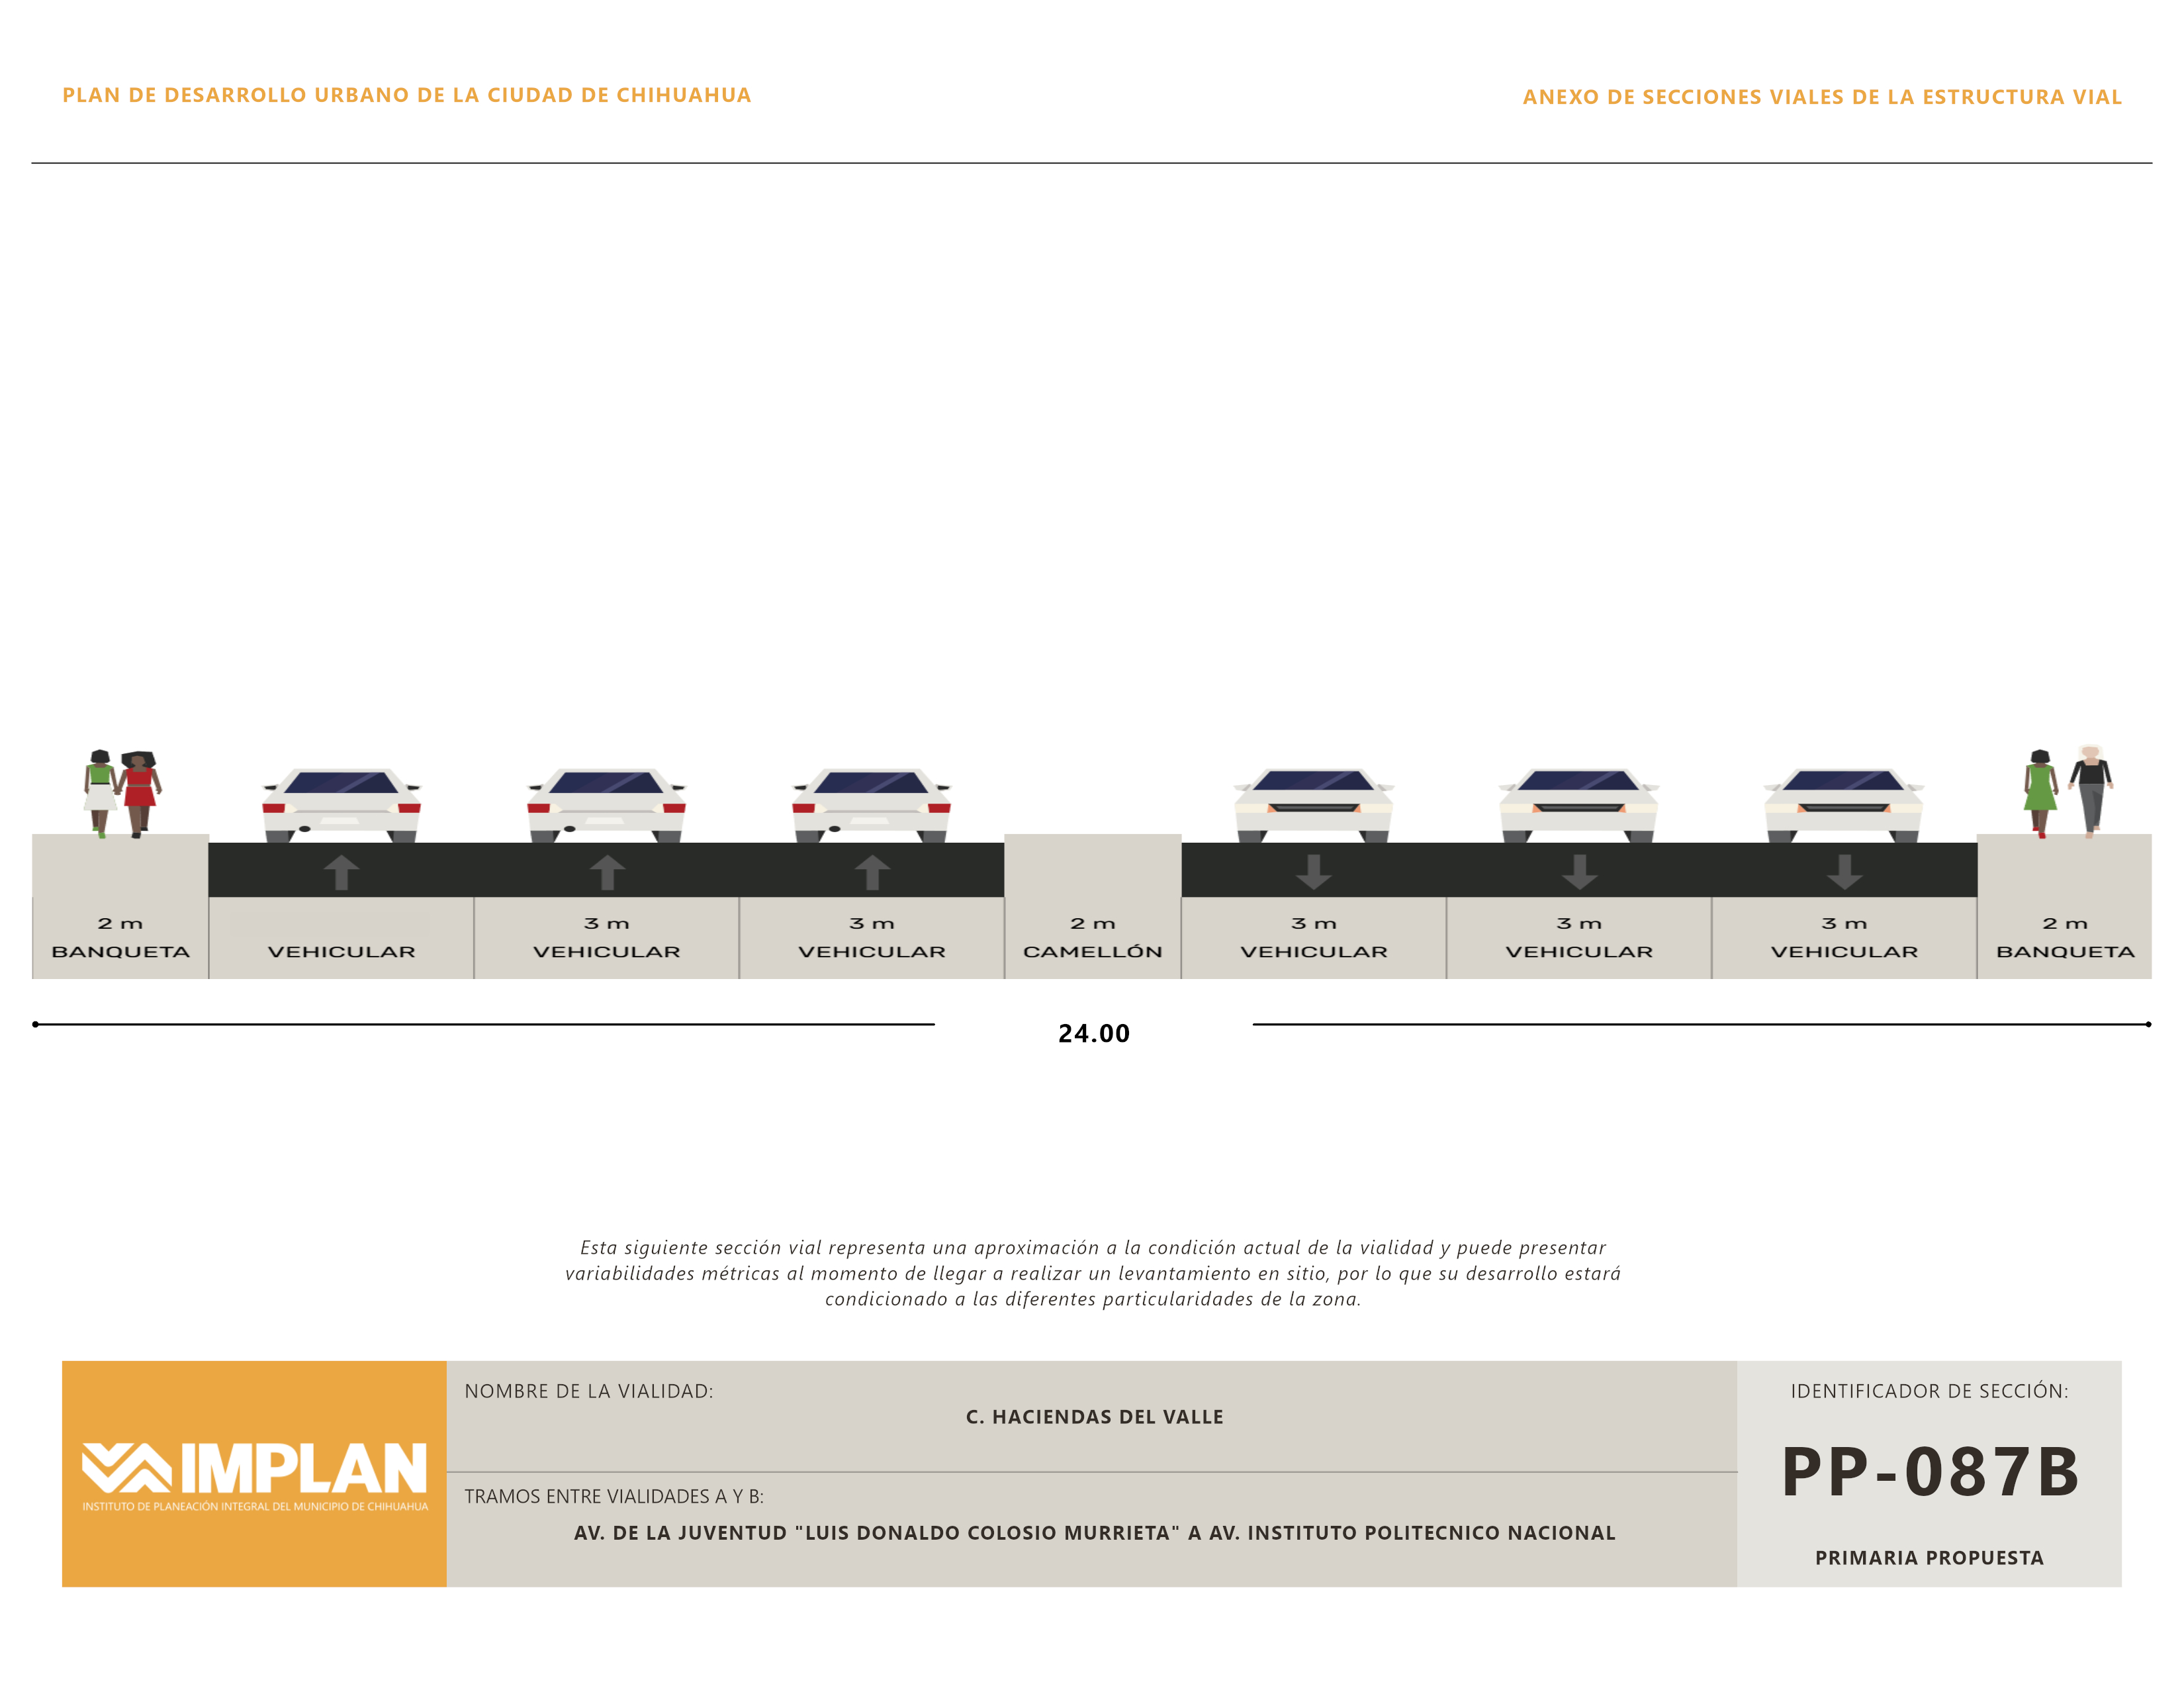 PLAN DE DESARROLLO URBANO DE LA CIUDAD DE CHIHUAHUA
ANEXO DE SECCIONES VIALES DE LA ESTRUCTURA VIAL
2 m
BANQUETA
VEHICULAR
3 m
VEHICULAR
3 m
VEHICULAR
2 m
CAMELLÓN
3 m
VEHICULAR
3 m
VEHICULAR
3 m
VEHICULAR
2 m
BANQUETA
24.00
Esta siguiente sección vial representa una aproximación a la condición actual de la vialidad y puede presentar
variabilidades métricas al momento de llegar a realizar un levantamiento en sitio, por lo que su desarrollo estará
condicionado a las diferentes particularidades de la zona.
IMPLAN
INSTITUTO DE PLANEACIÓN INTEGRAL DEL MUNICIPIO DE CHIHUAHUA
NOMBRE DE LA VIALIDAD:
C. HACIENDAS DEL VALLE
TRAMOS ENTRE VIALIDADES A Y B:
AV. DE LA JUVENTUD "LUIS DONALDO COLOSIO MURRIETA" A AV. INSTITUTO POLITECNICO NACIONAL
IDENTIFICADOR DE SECCIÓN:
PP-087B
PRIMARIA PROPUESTA